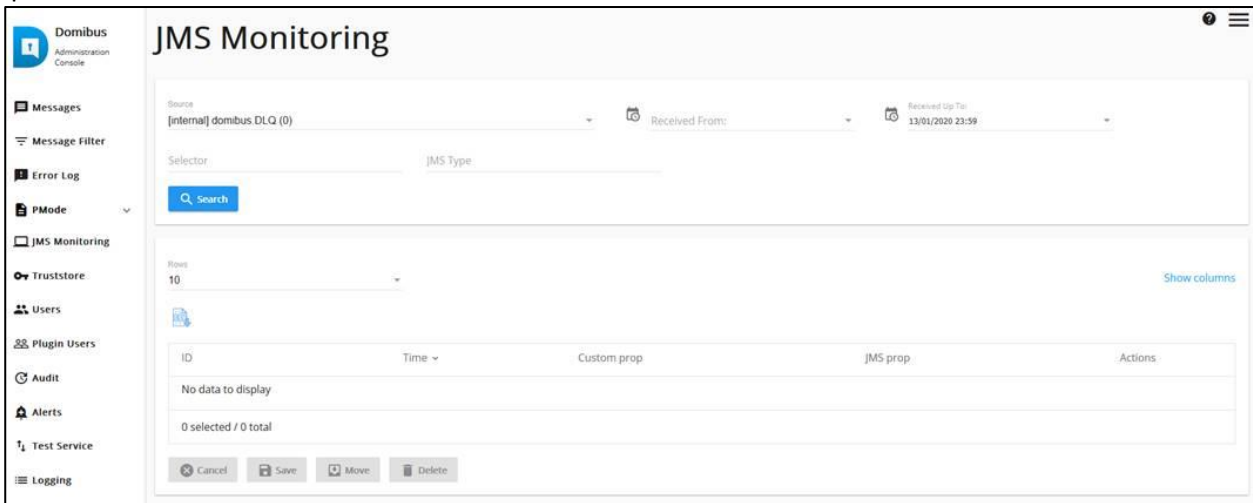 Domibus
Administration
Console
JMS Monitoring
Messages
Message Filter
Error Log
PMode
JMS Monitoring
Truststore
Users
Plugin Users
Audit
Alerts
Test Service
Logging
Source
[internal] domibus DLQ (0)
Received From:
Received Up To:
13/01/2020 23:59
Selector
JMS Type
Search
Rows
10
Show columns
ID Time Custom prop JMS prop Actions
No data to display
0 selected / 0 total
Cancel Save Move Delete